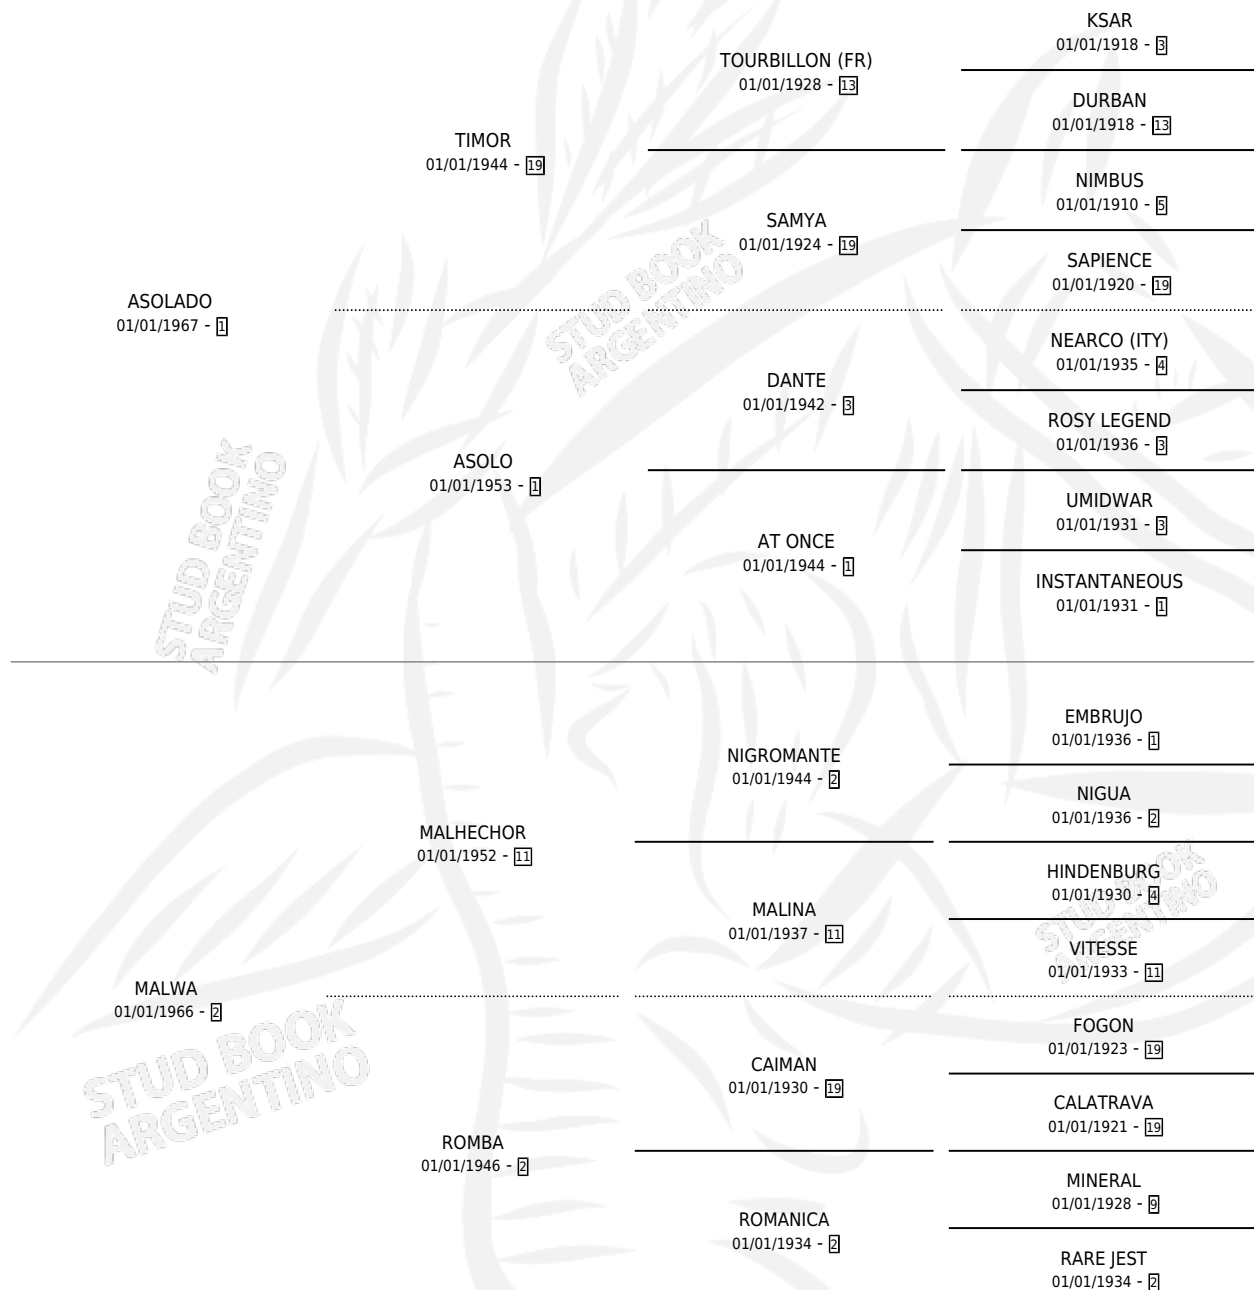 KSAR
01/01/1918 - 3
TOURBILLON (FR)
01/01/1928 - 13
DURBAN
01/01/1918 - 13
TIMOR
01/01/1944 - 19
NIMBUS
01/01/1910 - 5
SAMYA
01/01/1924 - 19
SAPIENCE
01/01/1920 - 19
ASOLADO
01/01/1967 - 1
STUD BOOK
ARGENTINO
NEARCO (ITY)
01/01/1935 - 4
DANTE
01/01/1942 - 3
ROSY LEGEND
01/01/1936 - 3
ASOLO
01/01/1953 - 1
UMIDWAR
01/01/1931 - 3
AT ONCE
01/01/1944 - 1
INSTANTANEOUS
01/01/1931 - 1
STUD BOOK
ARGENTINO
EMBRUJO
01/01/1936 - 1
NIGROMANTE
01/01/1944 - 2
NIGUA
01/01/1936 - 2
MALHECHOR
01/01/1952 - 11
HINDENBURG
01/01/1930 - 4
MALINA
01/01/1937 - 11
VITESSE
01/01/1933 - 11
STUD BOOK
ARGENTINO
MALWA
01/01/1966 - 2
FOGON
01/01/1923 - 19
CAIMAN
01/01/1930 - 19
CALATRAVA
01/01/1921 - 19
STUD BOOK
ARGENTINO
ROMBA
01/01/1946 - 2
MINERAL
01/01/1928 - 9
ROMANICA
01/01/1934 - 2
RARE JEST
01/01/1934 - 2